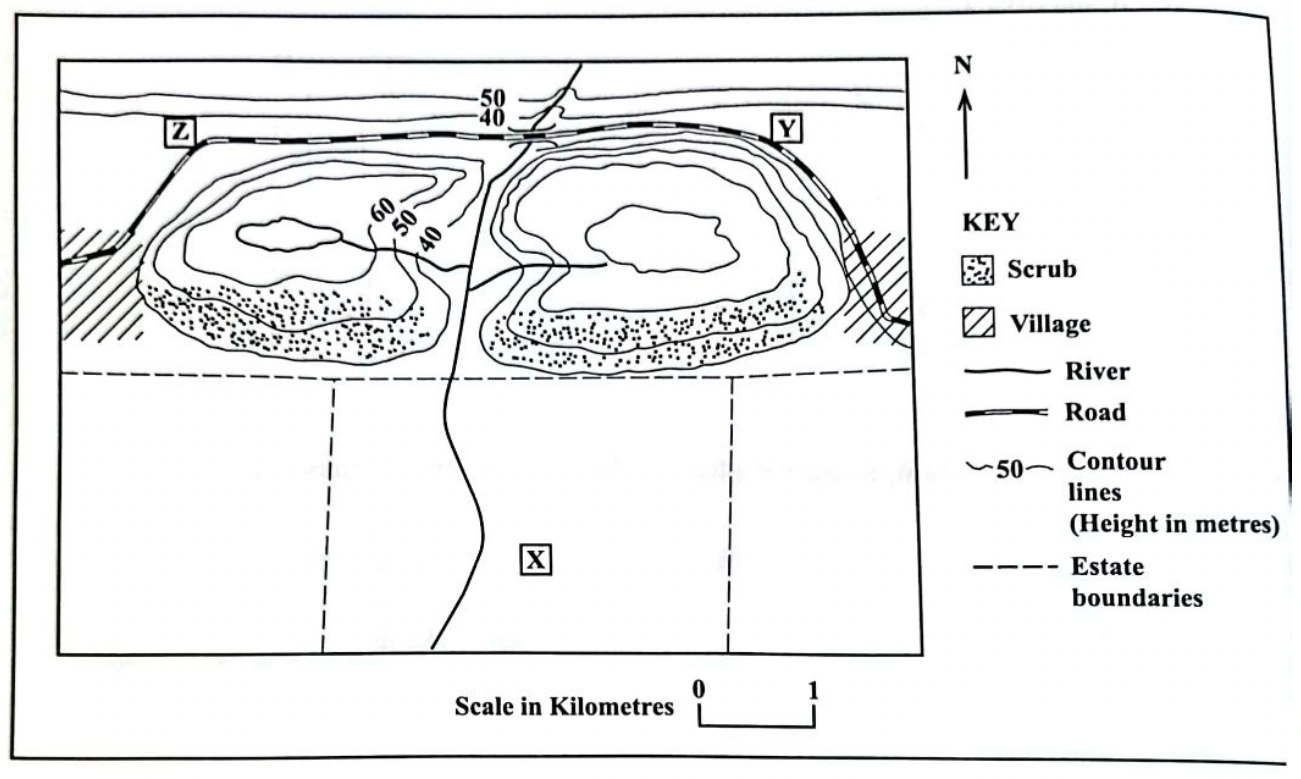 50
40
Z
Y
60
50
40
X
N
KEY
Scrub
Village
River
Road
50
Contour
lines
(Height in metres)
Estate
boundaries
Scale in Kilometres
0
1